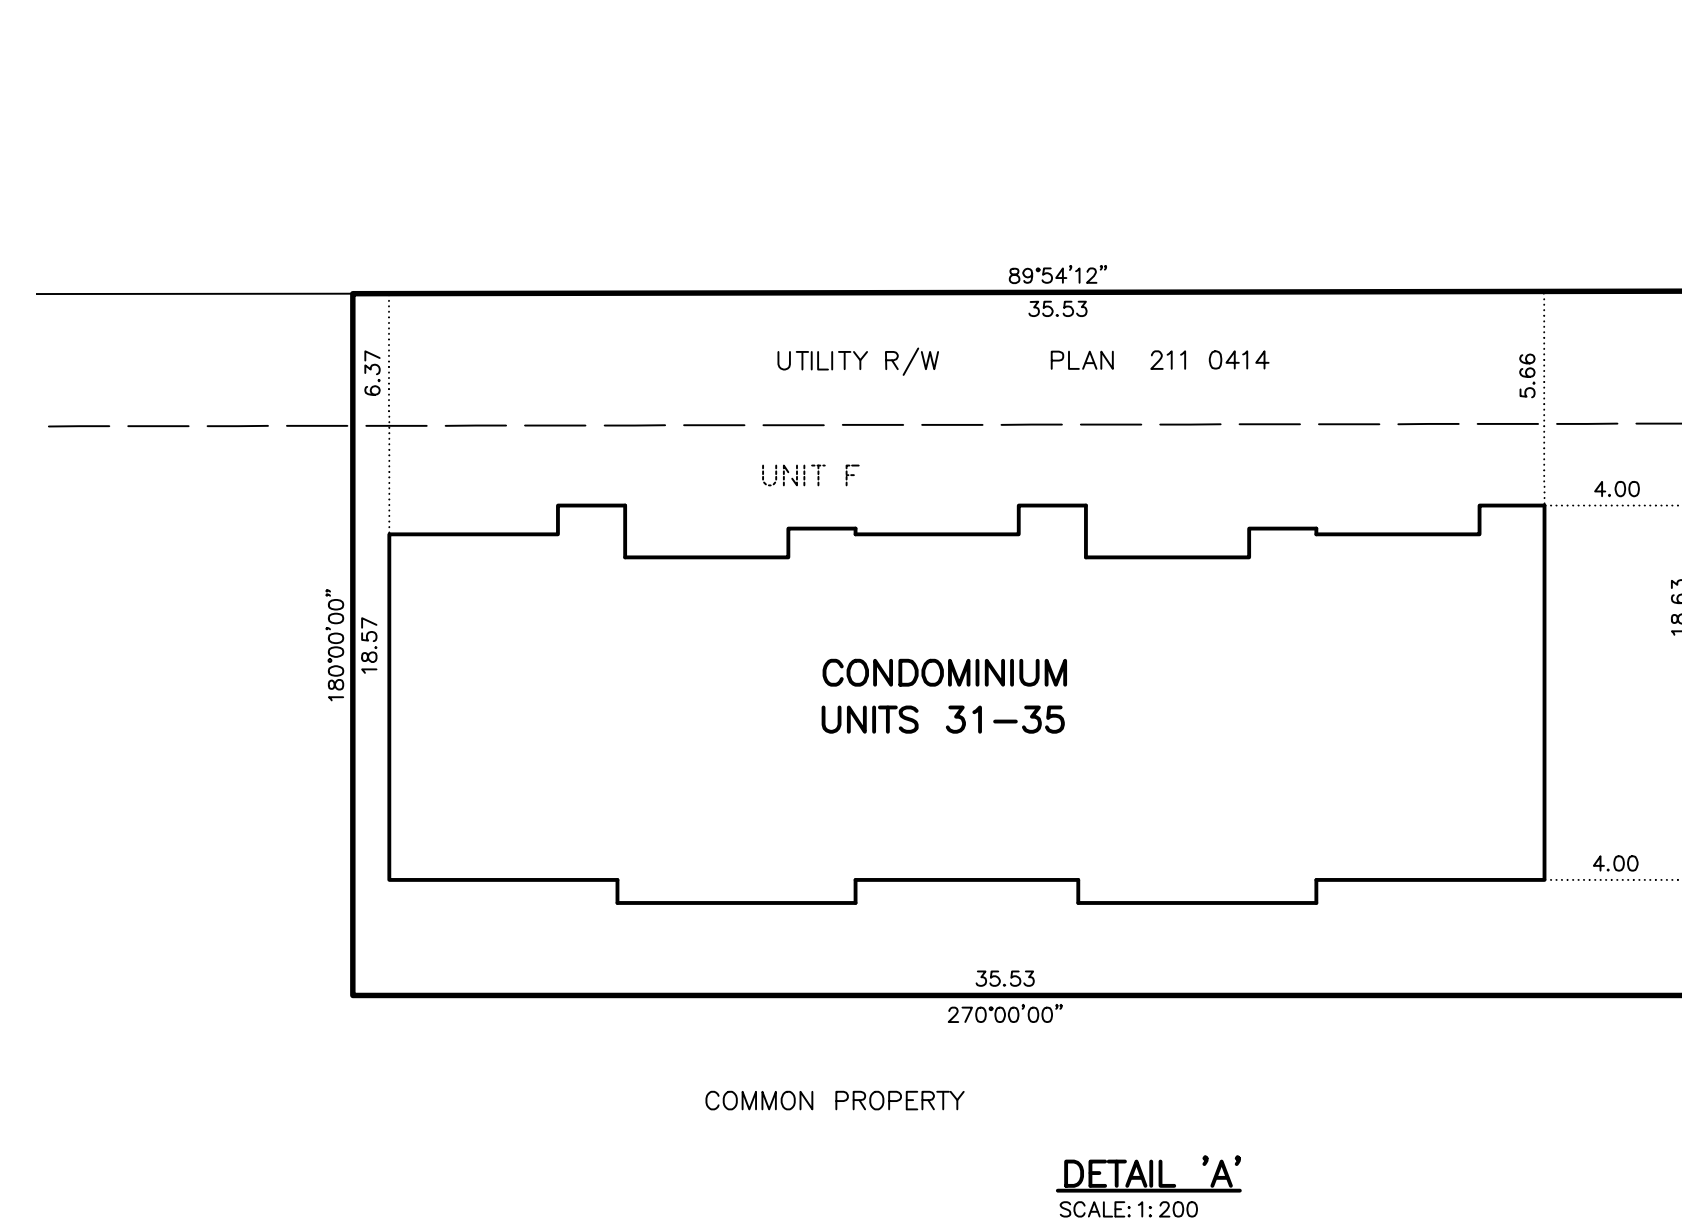 89°54'12"
35.53
UTILITY R/W PLAN 211 0414
6.37
5.66
UNIT F
4.00
180°00'00"
18.57
18.63
CONDOMINIUM
UNITS 31-35
4.00
35.53
270°00'00"
COMMON PROPERTY
DETAIL 'A'
SCALE: 1: 200